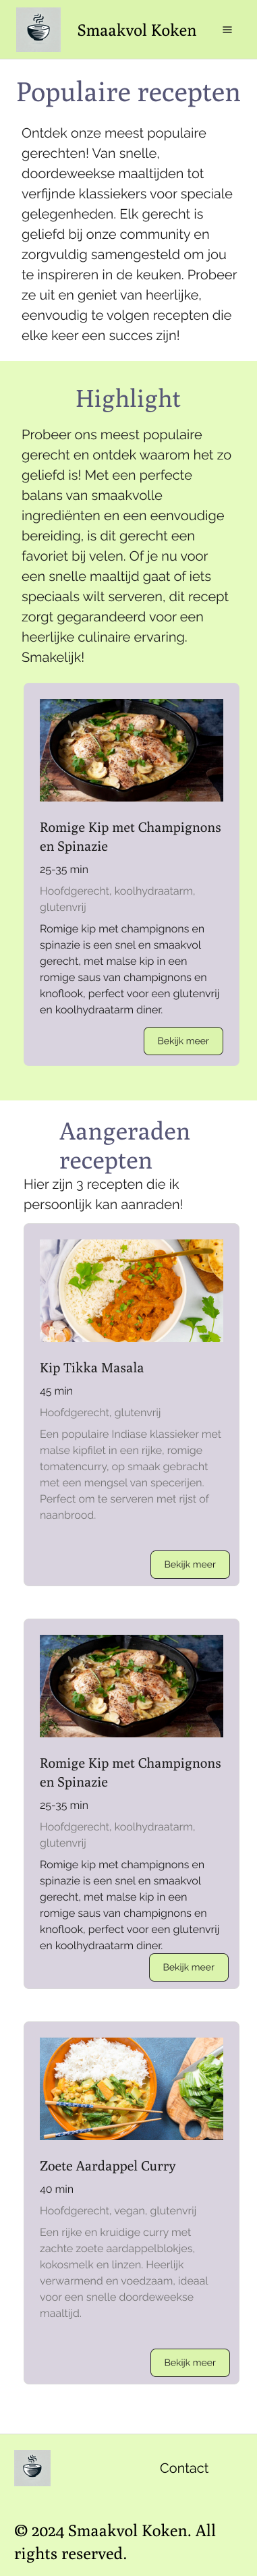 Smaakvol Koken
Populaire recepten
Ontdek onze meest populaire
gerechten! Van snelle,
doordeweekse maaltijden tot
verfijnde klassiekers voor speciale
gelegenheden. Elk gerecht is
geliefd bij onze community en
zorgvuldig samengesteld om jou
te inspireren in de keuken. Probeer
ze uit en geniet van heerlijke,
eenvoudig te volgen recepten die
elke keer een succes zijn!
Highlight
Probeer ons meest populaire
gerecht en ontdek waarom het zo
geliefd is! Met een perfecte
balans van smaakvolle
ingrediënten en een eenvoudige
bereiding, is dit gerecht een
favoriet bij velen. Of je nu voor
een snelle maaltijd gaat of iets
speciaals wilt serveren, dit recept
zorgt gegarandeerd voor een
heerlijke culinaire ervaring.
Smakelijk!
Romige Kip met Champignons
en Spinazie
25-35 min
Hoofdgerecht, koolhydraatarm,
glutenvrij
Romige kip met champignons en
spinazie is een snel en smaakvol
gerecht, met malse kip in een
romige saus van champignons en
knoflook, perfect voor een glutenvrij
en koolhydraatarm diner.
Bekijk meer
Aangeraden
recepten
Hier zijn 3 recepten die ik
persoonlijk kan aanraden!
Kip Tikka Masala
45 min
Hoofdgerecht, glutenvrij
Een populaire Indiase klassieker met
malse kipfilet in een rijke, romige
tomatencurry, op smaak gebracht
met een mengsel van specerijen.
Perfect om te serveren met rijst of
naanbrood.
Bekijk meer
Romige Kip met Champignons
en Spinazie
25-35 min
Hoofdgerecht, koolhydraatarm,
glutenvrij
Romige kip met champignons en
spinazie is een snel en smaakvol
gerecht, met malse kip in een
romige saus van champignons en
knoflook, perfect voor een glutenvrij
en koolhydraatarm diner.
Bekijk meer
Zoete Aardappel Curry
40 min
Hoofdgerecht, vegan, glutenvrij
Een rijke en kruidige curry met
zachte zoete aardappelblokjes,
kokosmelk en linzen. Heerlijk
verwarmend en voedzaam, ideaal
voor een snelle doordeweekse
maaltijd.
Bekijk meer
Contact
© 2024 Smaakvol Koken. All
rights reserved.